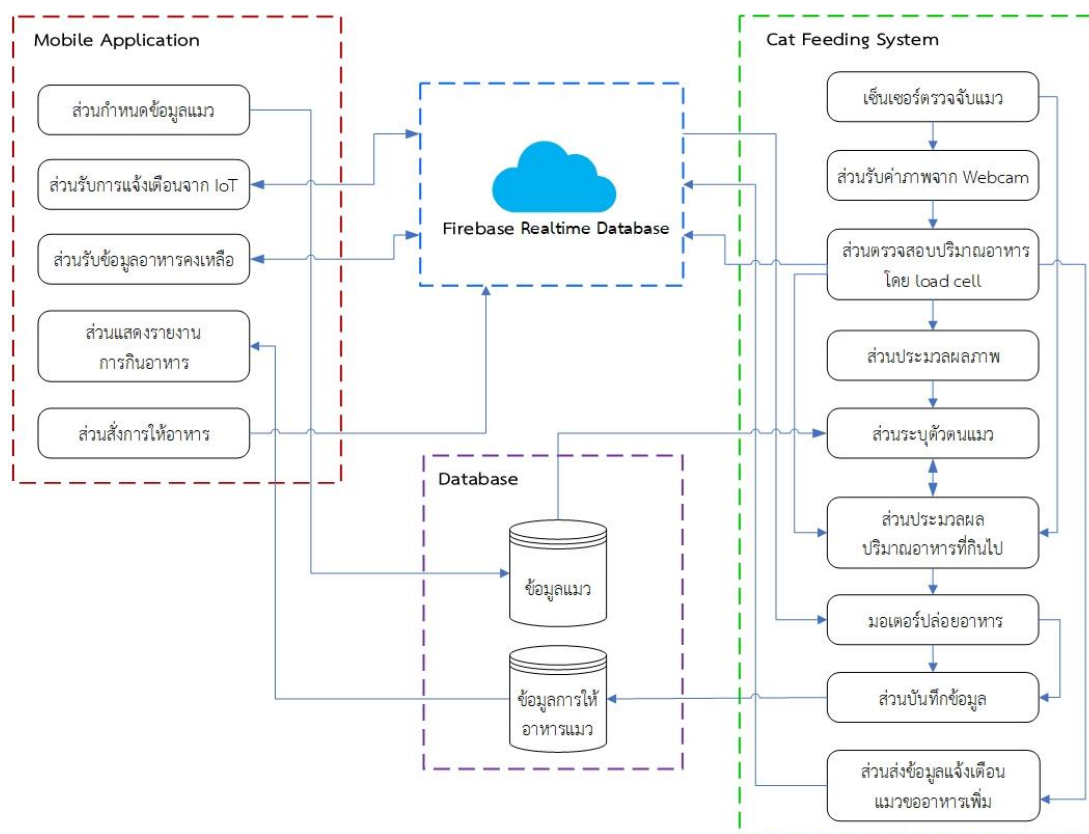 Mobile Application
ส่วนกำหนดข้อมูลแมว
ส่วนรับการแจ้งเตือนจาก IoT
ส่วนรับข้อมูลอาหารคงเหลือ
ส่วนแสดงรายงาน
การกินอาหาร
ส่วนสั่งการให้อาหาร
Firebase Realtime Database
Database
ข้อมูลแมว
ข้อมูลการให้
อาหารแมว
Cat Feeding System
เซ็นเซอร์ตรวจจับแมว
ส่วนรับค่าภาพจาก Webcam
ส่วนตรวจสอบปริมาณอาหาร
โดย load cell
ส่วนประมวลผลภาพ
ส่วนระบุตัวตนแมว
ส่วนประมวลผล
ปริมาณอาหารที่กินไป
มอเตอร์ปล่อยอาหาร
ส่วนบันทึกข้อมูล
ส่วนส่งข้อมูลแจ้งเตือน
แมวขออาหารเพิ่ม